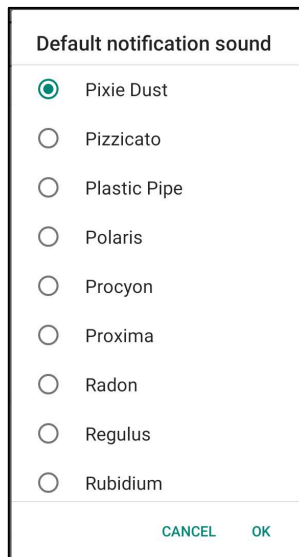 Default notification sound
Pixie Dust
Pizzicato
Plastic Pipe
Polaris
Procyon
Proxima
Radon
Regulus
Rubidium
CANCEL OK